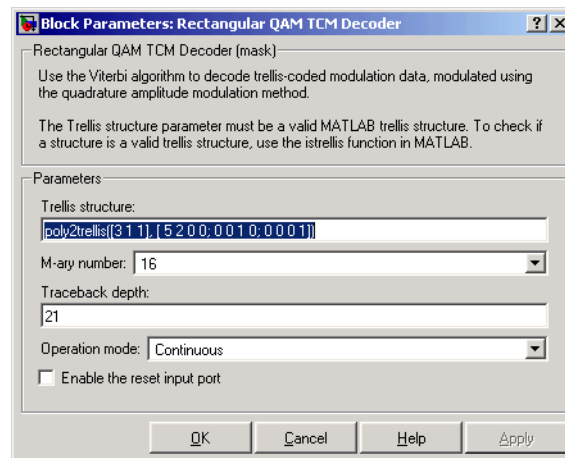 Block Parameters: Rectangular QAM TCM Decoder
Rectangular QAM TCM Decoder (mask)
Use the Viterbi algorithm to decode trellis-coded modulation data, modulated using
the quadrature amplitude modulation method.
The Trellis structure parameter must be a valid MATLAB trellis structure. To check if
a structure is a valid trellis structure, use the istrellis function in MATLAB.
Parameters
Trellis structure:
poly2trellis([3 1 1], [ 5 2 0 0; 0 0 1 0; 0 0 0 1])
M-ary number: 16
Traceback depth:
21
Operation mode: Continuous
Enable the reset input port
OK Cancel Help Apply